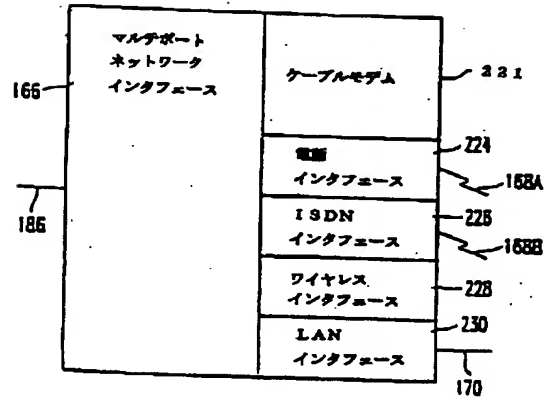 マルチポート
ネットワーク
インタフェース
166
186
ケーブルモデム
221
電話
インタフェース
224
168A
ISDN
インタフェース
226
168B
ワイヤレス
インタフェース
228
LAN
インタフェース
230
170